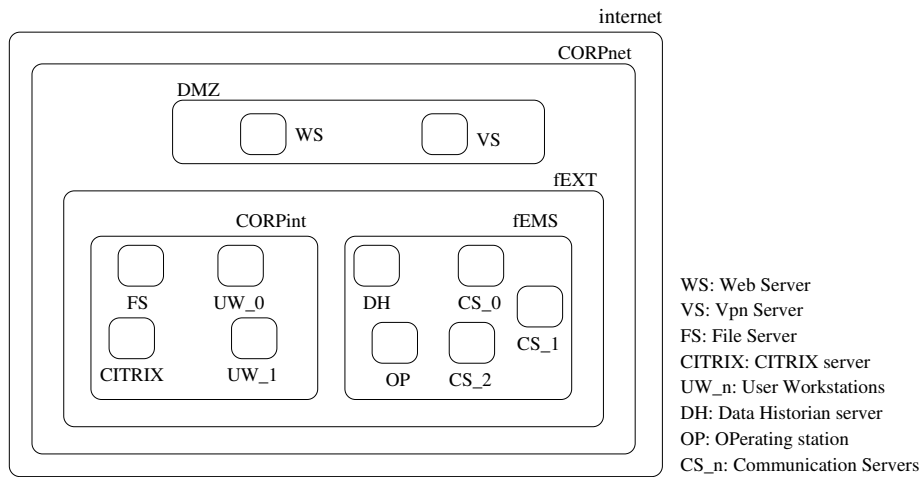 internet
CORPnet
DMZ
WS
VS
fEXT
CORPint
fEMS
FS
UW_0
DH
CS_0
CS_1
CITRIX
UW_1
OP
CS_2
WS: Web Server
VS: Vpn Server
FS: File Server
CITRIX: CITRIX server
UW_n: User Workstations
DH: Data Historian server
OP: OPerating station
CS_n: Communication Servers